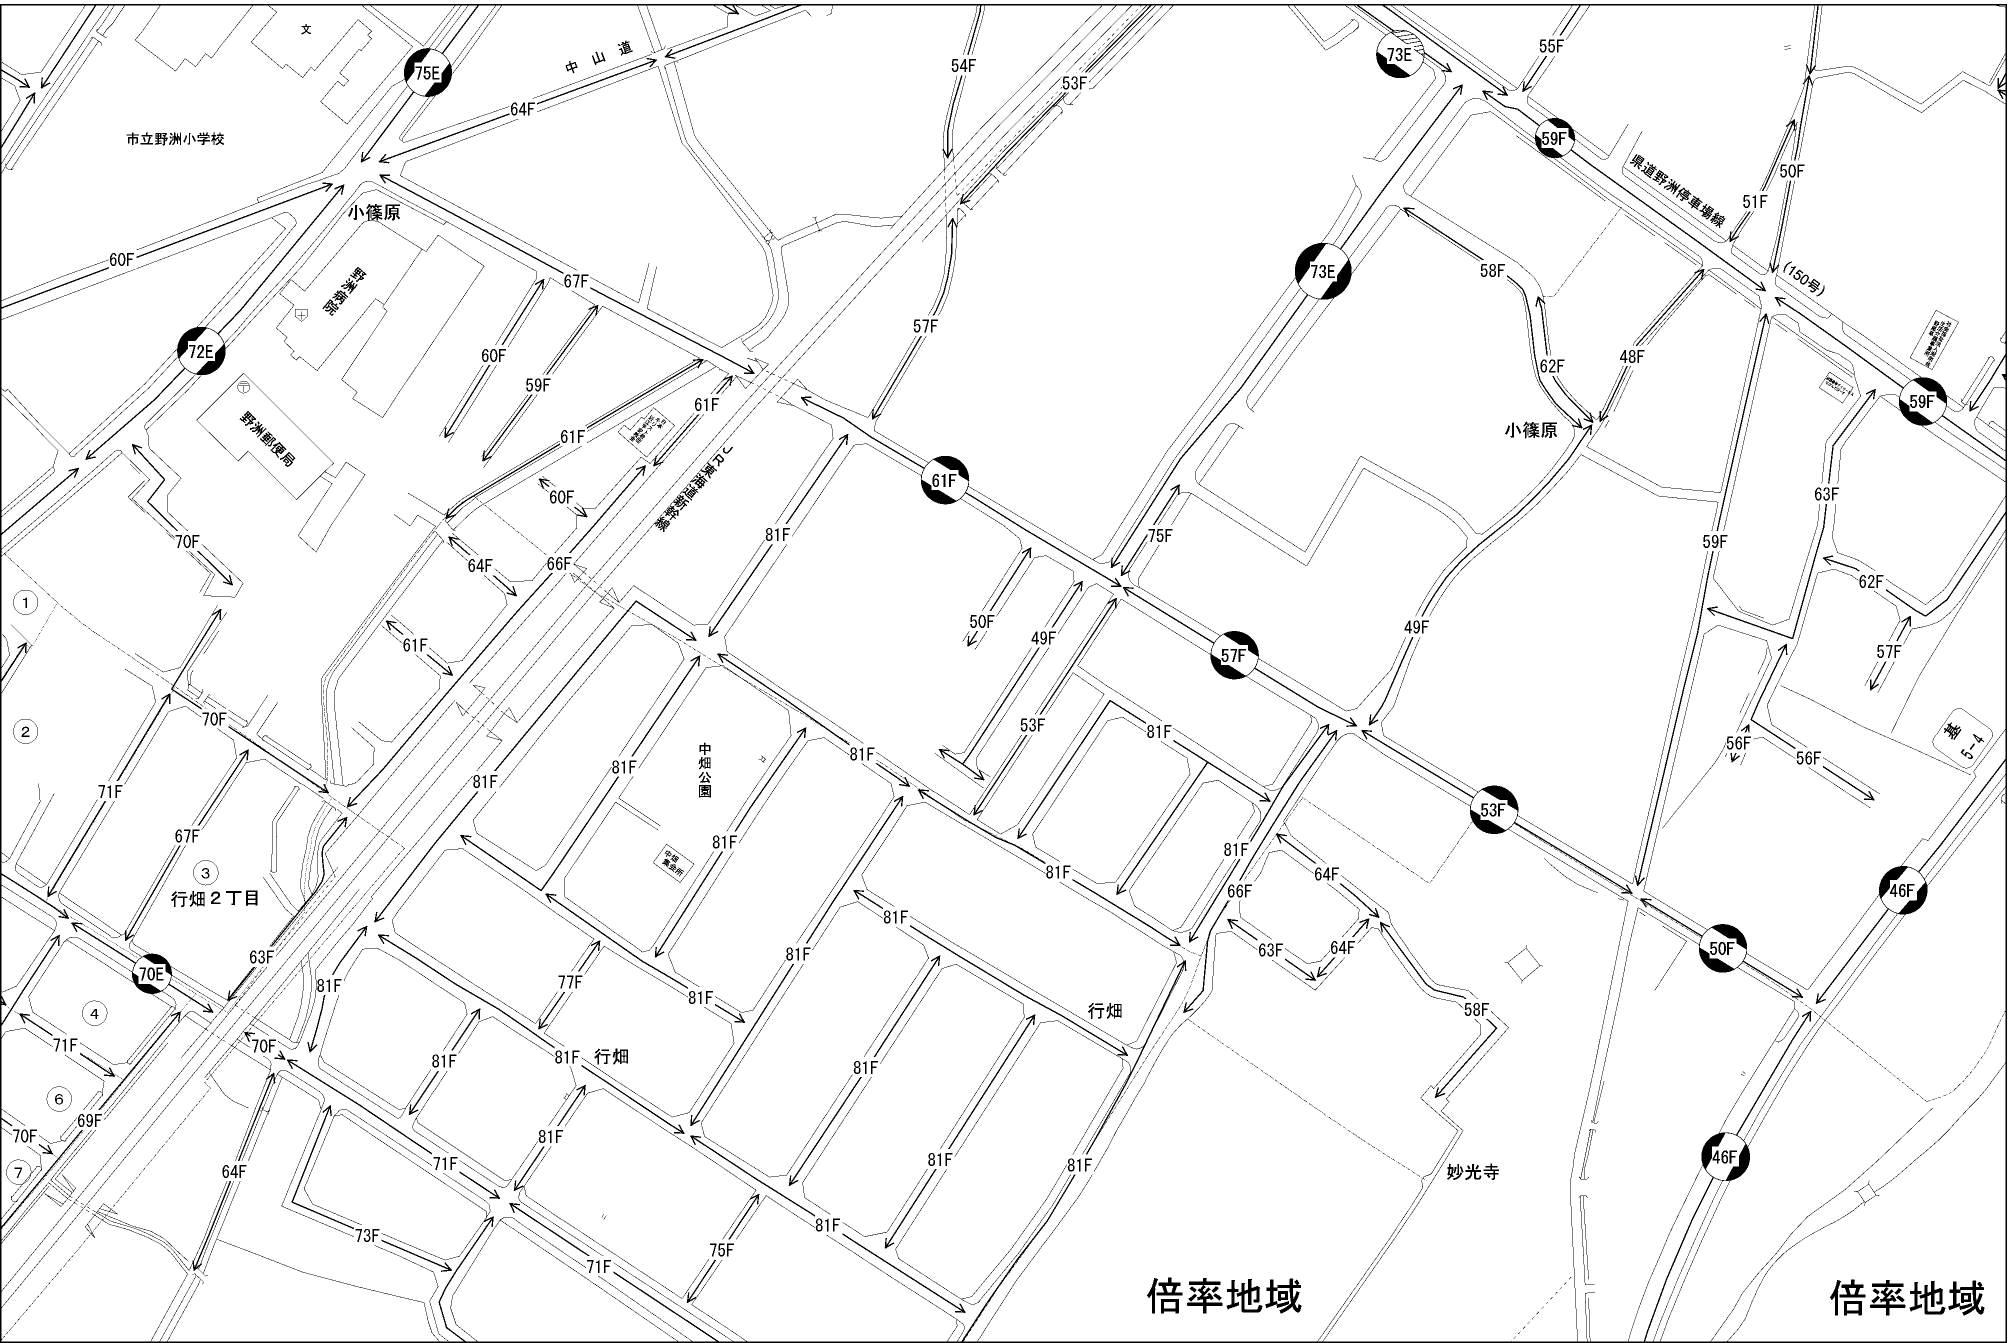 文
75E
中山道
54F
53F
73E
55F
64F
59F
市立野洲小学校
県道野洲停車場線
50F
51F
小篠原
60F
67F
野洲病院
73E
58F
(150号)
57F
72E
60F
59F
61F
62F
48F
59F
〒
野洲郵便局
61F
小篠原
JR東海道新幹線
61F
60F
63F
70F
81F
75F
59F
64F
66F
62F
1
50F
49F
49F
61F
57F
57F
2
70F
53F
81F
基
5-4
中畑公園
81F
56F
56F
81F
81F
71F
53F
67F
81F
81F
中畑
集会所
3
行畑2丁目
81F
64F
66F
46F
81F
63F
81F
63F
64F
50F
70E
77F
81F
81F
4
行畑
58F
71F
70F
行畑
81F
81F
81F
6
69F
70F
81F
71F
81F
81F
7
64F
妙光寺
46F
73F
75F
81F
71F
倍率地域
倍率地域